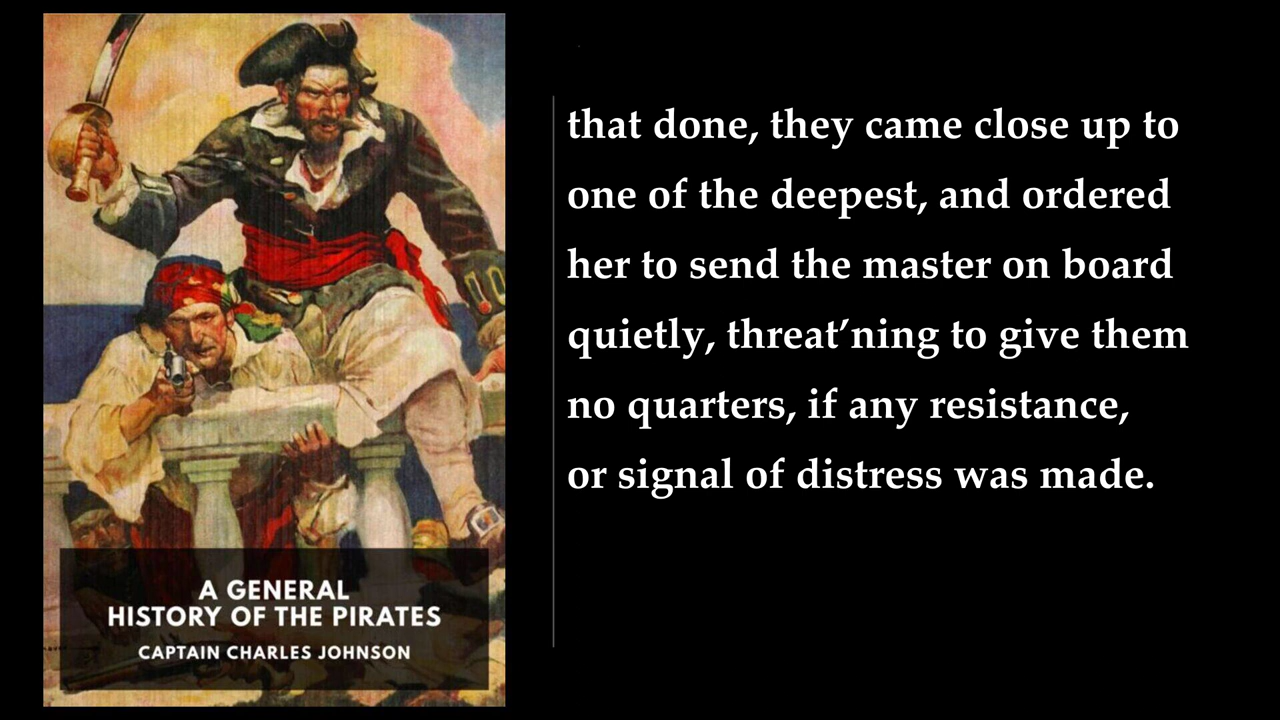 that done, they came close up to
one of the deepest, and ordered
her to send the master on board
quietly, threat’ning to give them
no quarters, if any resistance,
or signal of distress was made.
A GENERAL
HISTORY OF THE PIRATES
CAPTAIN CHARLES JOHNSON